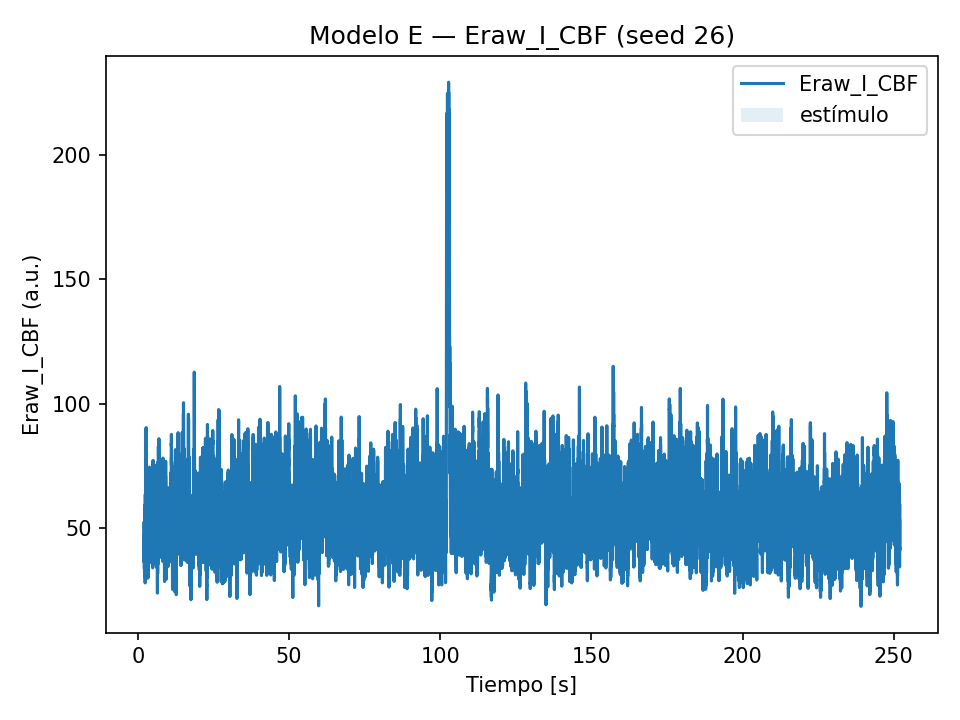 Modelo E — Eraw_I_CBF (seed 26)
Eraw_I_CBF
estímulo
Eraw_I_CBF (a.u.)
200
150
100
50
0 50 100 150 200 250
Tiempo [s]